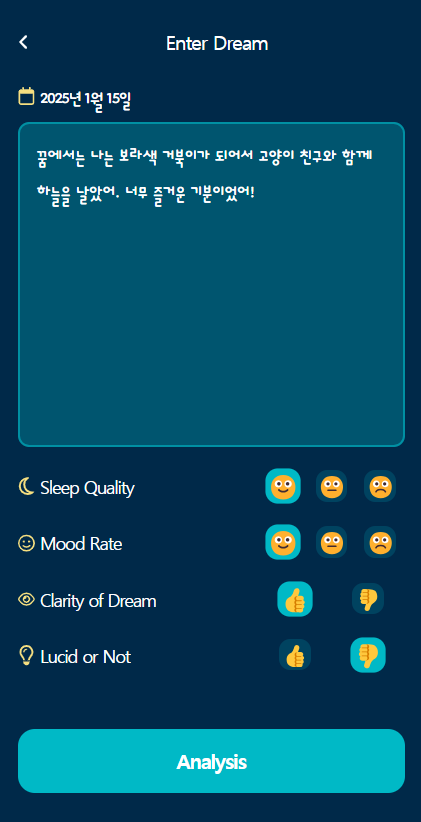 Enter Dream
2025년 1월 15일
꿈에서는 나는 보라색 거북이가 되어서 고양이 친구와 함께
하늘을 날았어. 너무 즐거운 기분이었어!
Sleep Quality
Mood Rate
Clarity of Dream
Lucid or Not
Analysis